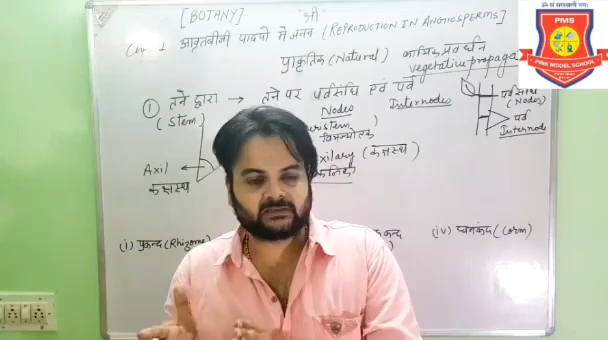 [BOTANY] श्री
CH 1 आवृतबीजी पादपो में जनन [REPRODUCTION IN ANGIOSPERMS]
प्राकृतिक (Natural) कायिक प्रवर्धन
vegetative propaga
① तने द्वारा → तने पर पर्वसंधि एवं पर्व
(Stem) Nodes Internodes
Axil
कक्षस्थ
(कक्षस्थ)
पर्वसंधि
(Nodes)
पर्व
Internode
(i) प्रकन्द (Rhizome) (iv) घनकंद (Corm)
PMS
PINK MODEL SCHOOL